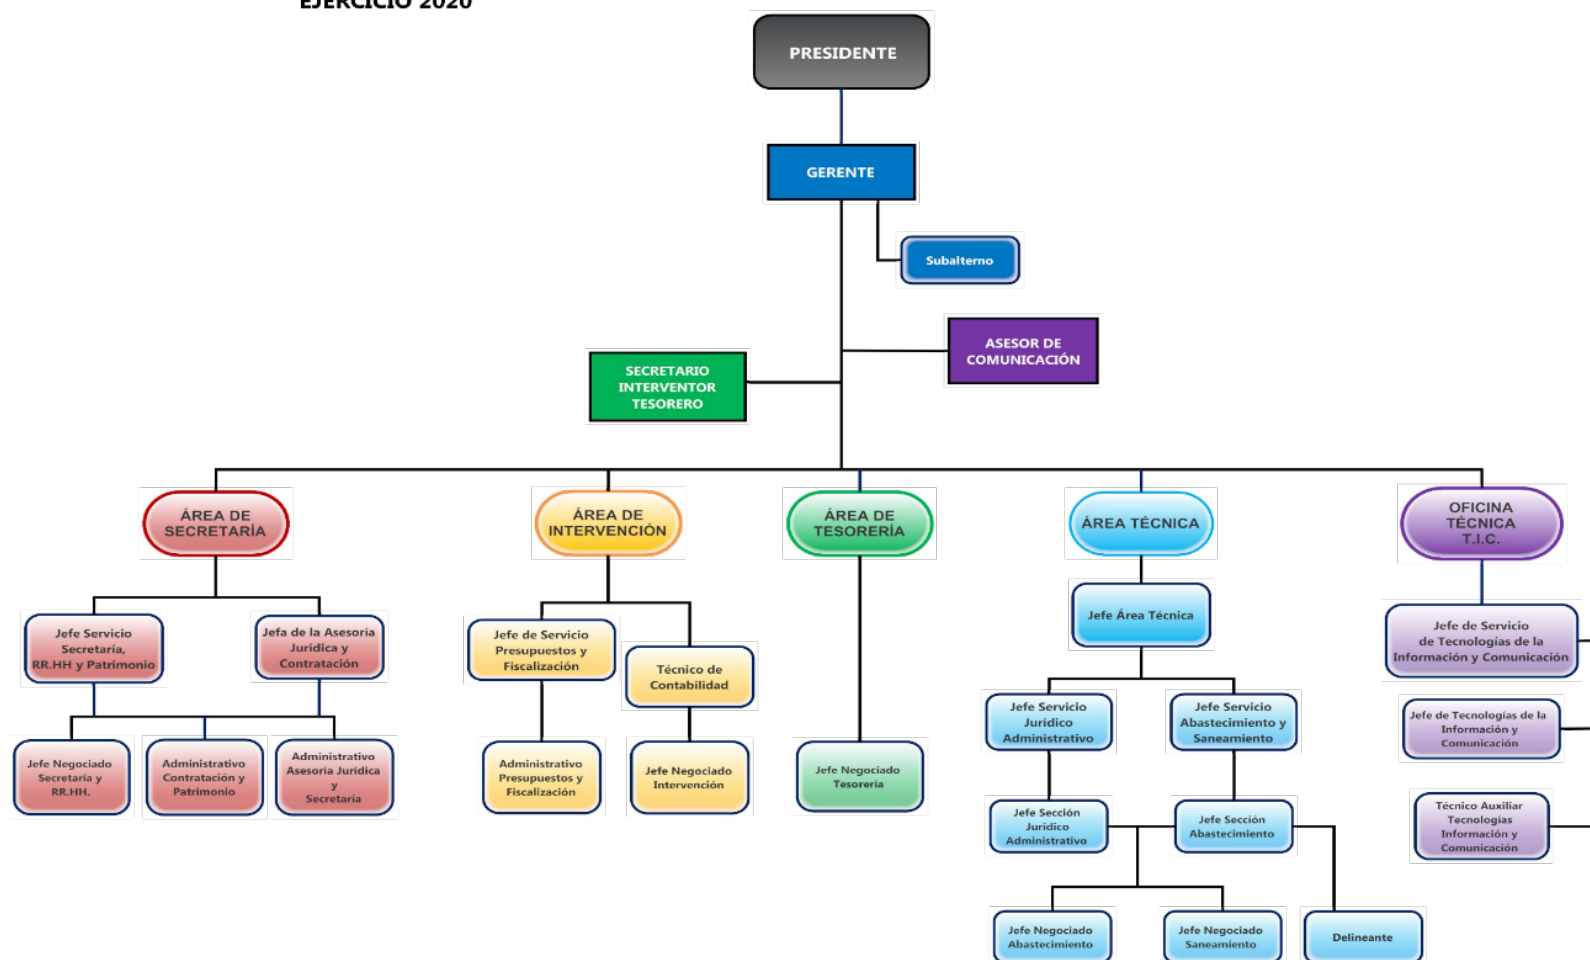 EJERCICIO 2020
PRESIDENTE
GERENTE
Subalterno
ASESOR DE
COMUNICACIÓN
SECRETARIO
INTERVENTOR
TESORERO
ÁREA DE
SECRETARÍA
ÁREA DE
INTERVENCIÓN
ÁREA DE
TESORERÍA
ÁREA TÉCNICA
OFICINA
TÉCNICA
T.I.C.
Jefe Servicio
Secretaría,
RR.HH y Patrimonio
Jefa de la Asesoría
Jurídica y
Contratación
Jefe de Servicio
Presupuestos y
Fiscalización
Técnico de
Contabilidad
Jefe Área Técnica
Jefe de Servicio
de Tecnologías de la
Información y Comunicación
Jefe Servicio
Jurídico
Administrativo
Jefe Servicio
Abastecimiento y
Saneamiento
Jefe de Tecnologías de la
Información y
Comunicación
Jefe Negociado
Secretaría y
RR.HH.
Administrativo
Contratación y
Patrimonio
Administrativo
Asesoría Jurídica
y
Secretaría
Administrativo
Presupuestos y
Fiscalización
Jefe Negociado
Intervención
Jefe Negociado
Tesorería
Jefe Sección
Jurídico
Administrativo
Jefe Sección
Abastecimiento
Técnico Auxiliar
Tecnologías
Información y
Comunicación
Jefe Negociado
Abastecimiento
Jefe Negociado
Saneamiento
Delineante